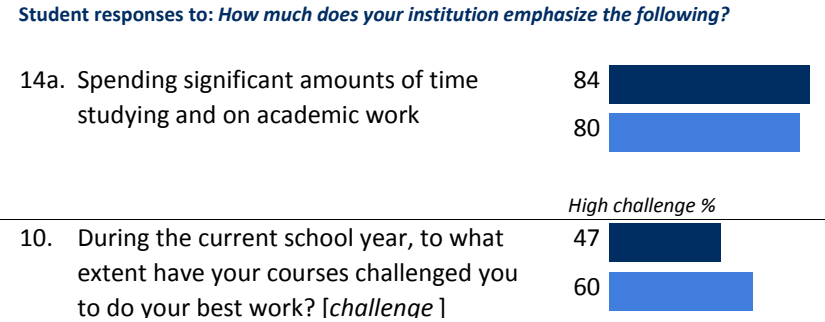 Student responses to: How much does your institution emphasize the following?
14a. Spending significant amounts of time 84
studying and on academic work 80
High challenge %
10. During the current school year, to what 47
extent have your courses challenged you 60
to do your best work? [challenge]